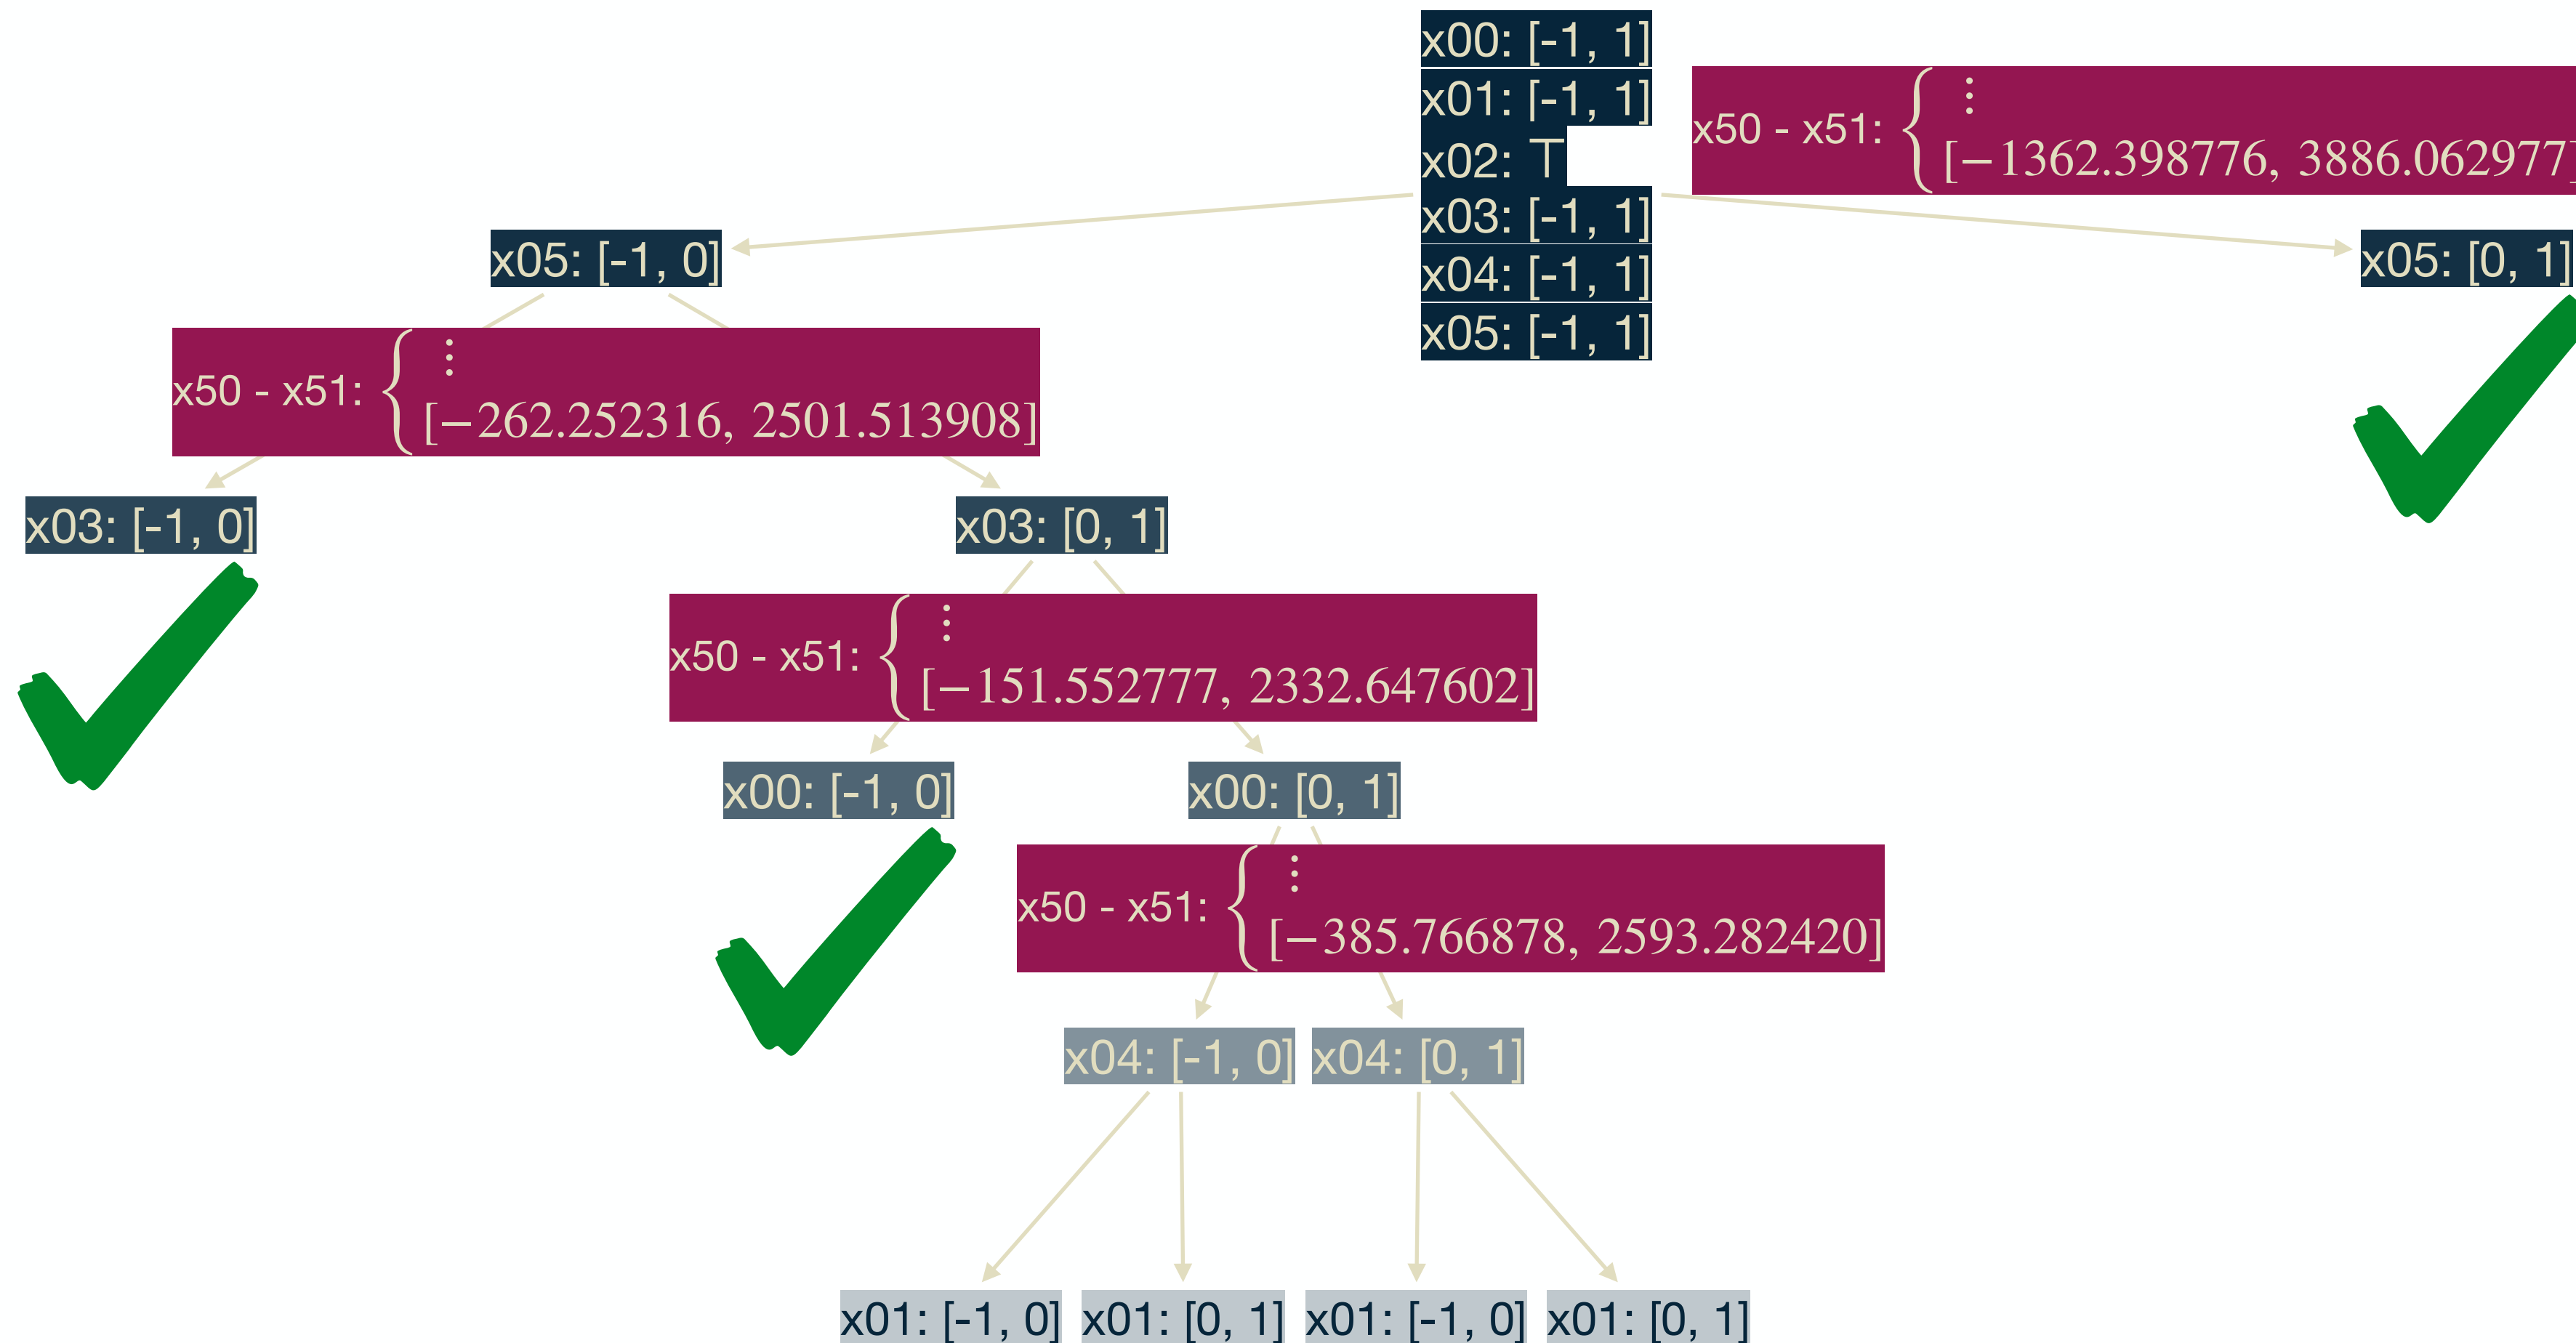 x00: [-1, 1]
x01: [-1, 1]
x02: ⊤
x03: [-1, 1]
x04: [-1, 1]
x05: [-1, 1]
x50 - x51: { ⋮
[−1362.398776, 3886.062977]
x05: [-1, 0]
x05: [0, 1]
x50 - x51: { ⋮
[−262.252316, 2501.513908]
x03: [-1, 0]
x03: [0, 1]
x50 - x51: { ⋮
[−151.552777, 2332.647602]
x00: [-1, 0]
x00: [0, 1]
x50 - x51: { ⋮
[−385.766878, 2593.282420]
x04: [-1, 0]
x04: [0, 1]
x01: [-1, 0]
x01: [0, 1]
x01: [-1, 0]
x01: [0, 1]